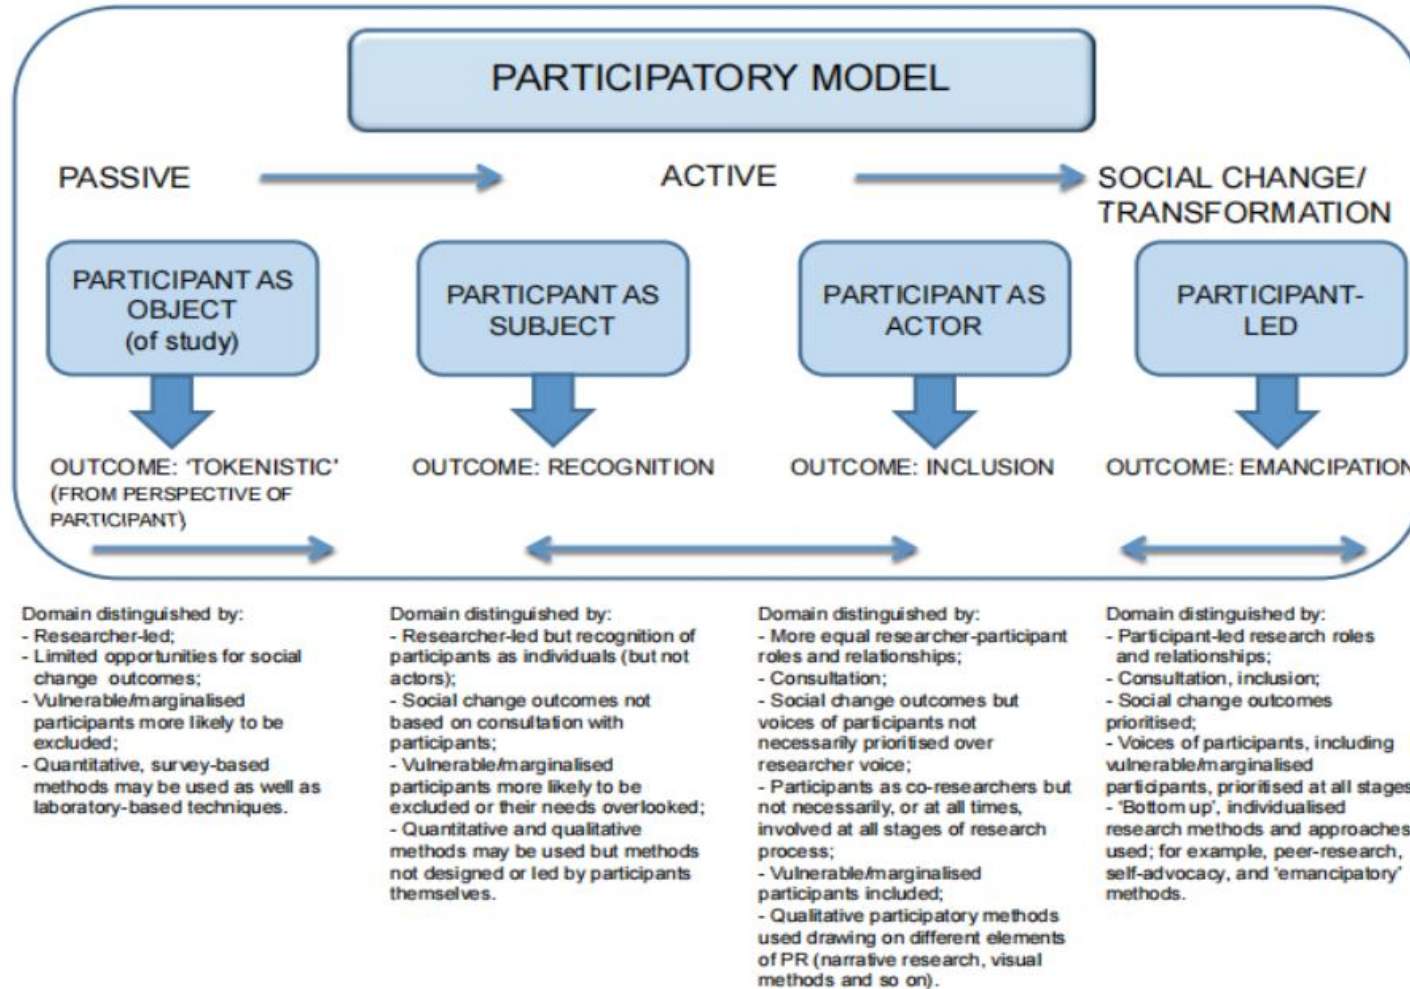 PARTICIPATORY MODEL
PASSIVE
ACTIVE
SOCIAL CHANGE/
TRANSFORMATION
PARTICIPANT AS
OBJECT
(of study)
PARTICPANT AS
SUBJECT
PARTICIPANT AS
ACTOR
PARTICIPANT-
LED
OUTCOME: 'TOKENISTIC'
(FROM PERSPECTIVE OF
PARTICIPANT)
OUTCOME: RECOGNITION
OUTCOME: INCLUSION
OUTCOME: EMANCIPATION
Domain distinguished by:
- Researcher-led;
- Limited opportunities for social
change outcomes;
- Vulnerable/marginalised
participants more likely to be
excluded;
- Quantitative, survey-based
methods may be used as well as
laboratory-based techniques.
Domain distinguished by:
- Researcher-led but recognition of
participants as individuals (but not
actors);
- Social change outcomes not
based on consultation with
participants;
- Vulnerable/marginalised
participants more likely to be
excluded or their needs overlooked;
- Quantitative and qualitative
methods may be used but methods
not designed or led by participants
themselves.
Domain distinguished by:
- More equal researcher-participant
roles and relationships;
- Consultation;
- Social change outcomes but
voices of participants not
necessarily prioritised over
researcher voice;
- Participants as co-researchers but
not necessarily, or at all times,
involved at all stages of research
process;
- Vulnerable/marginalised
participants included;
- Qualitative participatory methods
used drawing on different elements
of PR (narrative research, visual
methods and so on).
Domain distinguished by:
- Participant-led research roles
and relationships;
- Consultation, inclusion;
- Social change outcomes
prioritised;
- Voices of participants, including
vulnerable/marginalised
participants, prioritised at all stages
- 'Bottom up', individualised
research methods and approaches
used; for example, peer-research,
self-advocacy, and 'emancipatory'
methods.